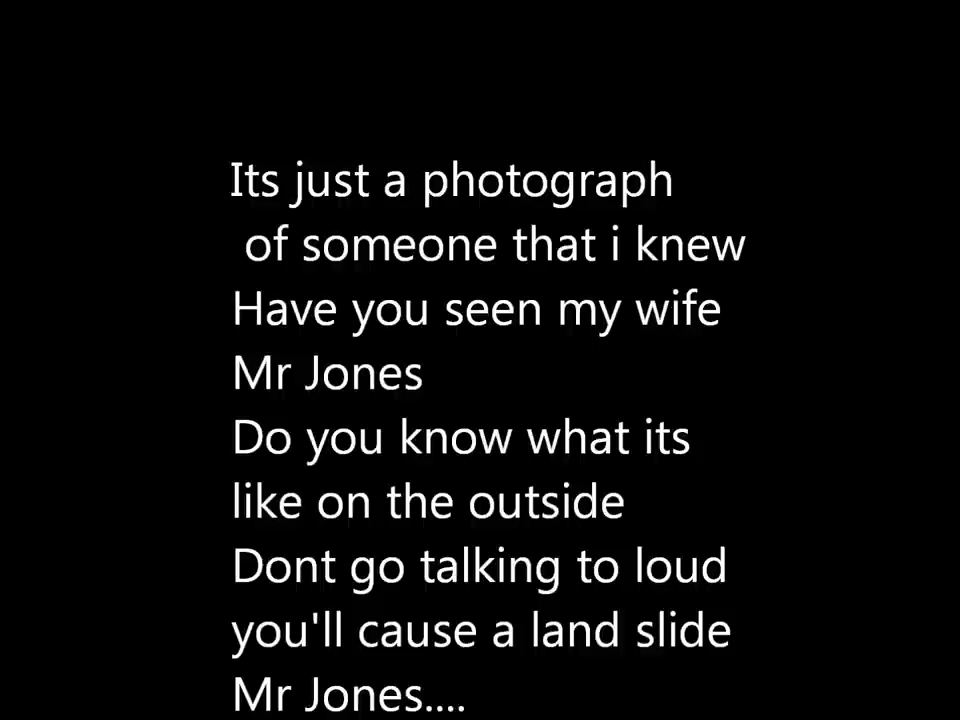 Its just a photograph
of someone that i knew
Have you seen my wife
Mr Jones
Do you know what its
like on the outside
Dont go talking to loud
you'll cause a land slide
Mr Jones....